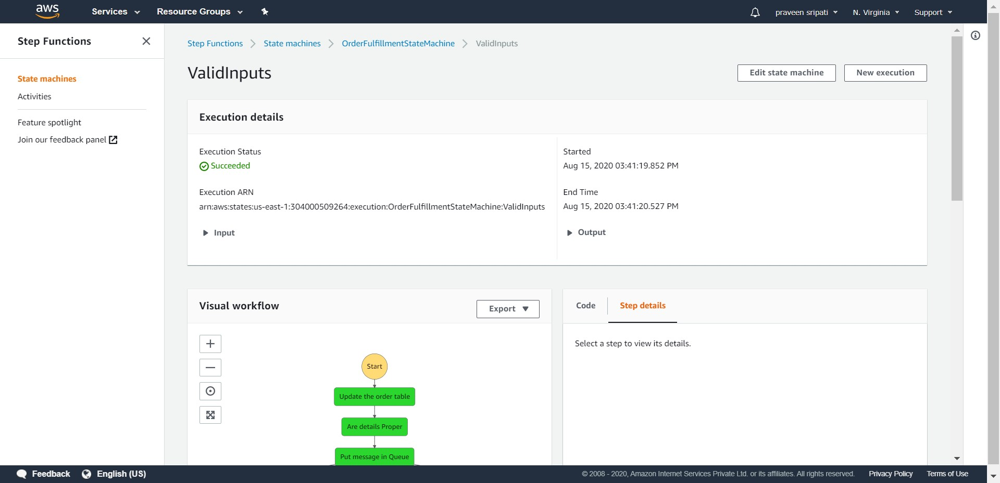 aws Services Resource Groups praveen sripati N. Virginia Support
Step Functions
State machines
Activities
Feature spotlight
Join our feedback panel
Step Functions State machines OrderFulfillmentStateMachine ValidInputs
ValidInputs
Edit state machine New execution
Execution details
Execution Status
Succeeded
Execution ARN
arn:aws:states:us-east-1:304000509264:execution:OrderFulfillmentStateMachine:ValidInputs
Input
Started
Aug 15, 2020 03:41:19.852 PM
End Time
Aug 15, 2020 03:41:20.527 PM
Output
Visual workflow
Export
Start
Update the order table
Are details Proper
Put message in Queue
Code Step details
Select a step to view its details.
Feedback English (US) © 2008 - 2020, Amazon Internet Services Private Ltd. or its affiliates. All rights reserved. Privacy Policy Terms of Use